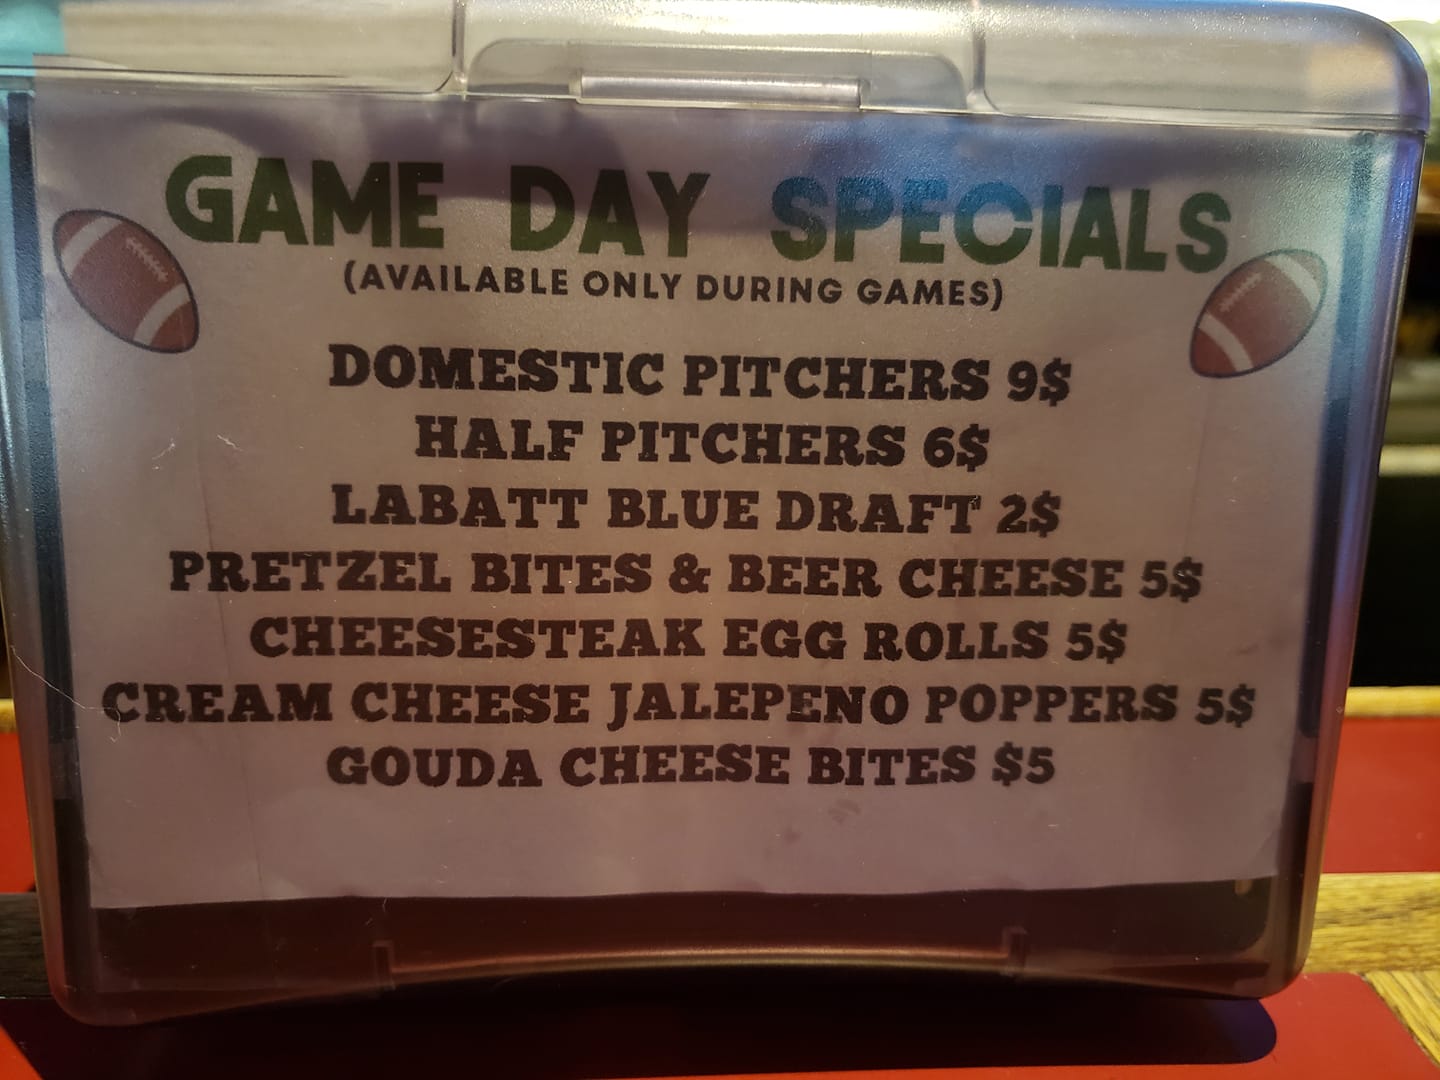 GAME DAY SPECIALS
(AVAILABLE ONLY DURING GAMES)
DOMESTIC PITCHERS 9$
HALF PITCHERS 6$
LABATT BLUE DRAFT 2$
PRETZEL BITES & BEER CHEESE 5$
CHEESESTEAK EGG ROLLS 5$
CREAM CHEESE JALEPENO POPPERS 5$
GOUDA CHEESE BITES $5